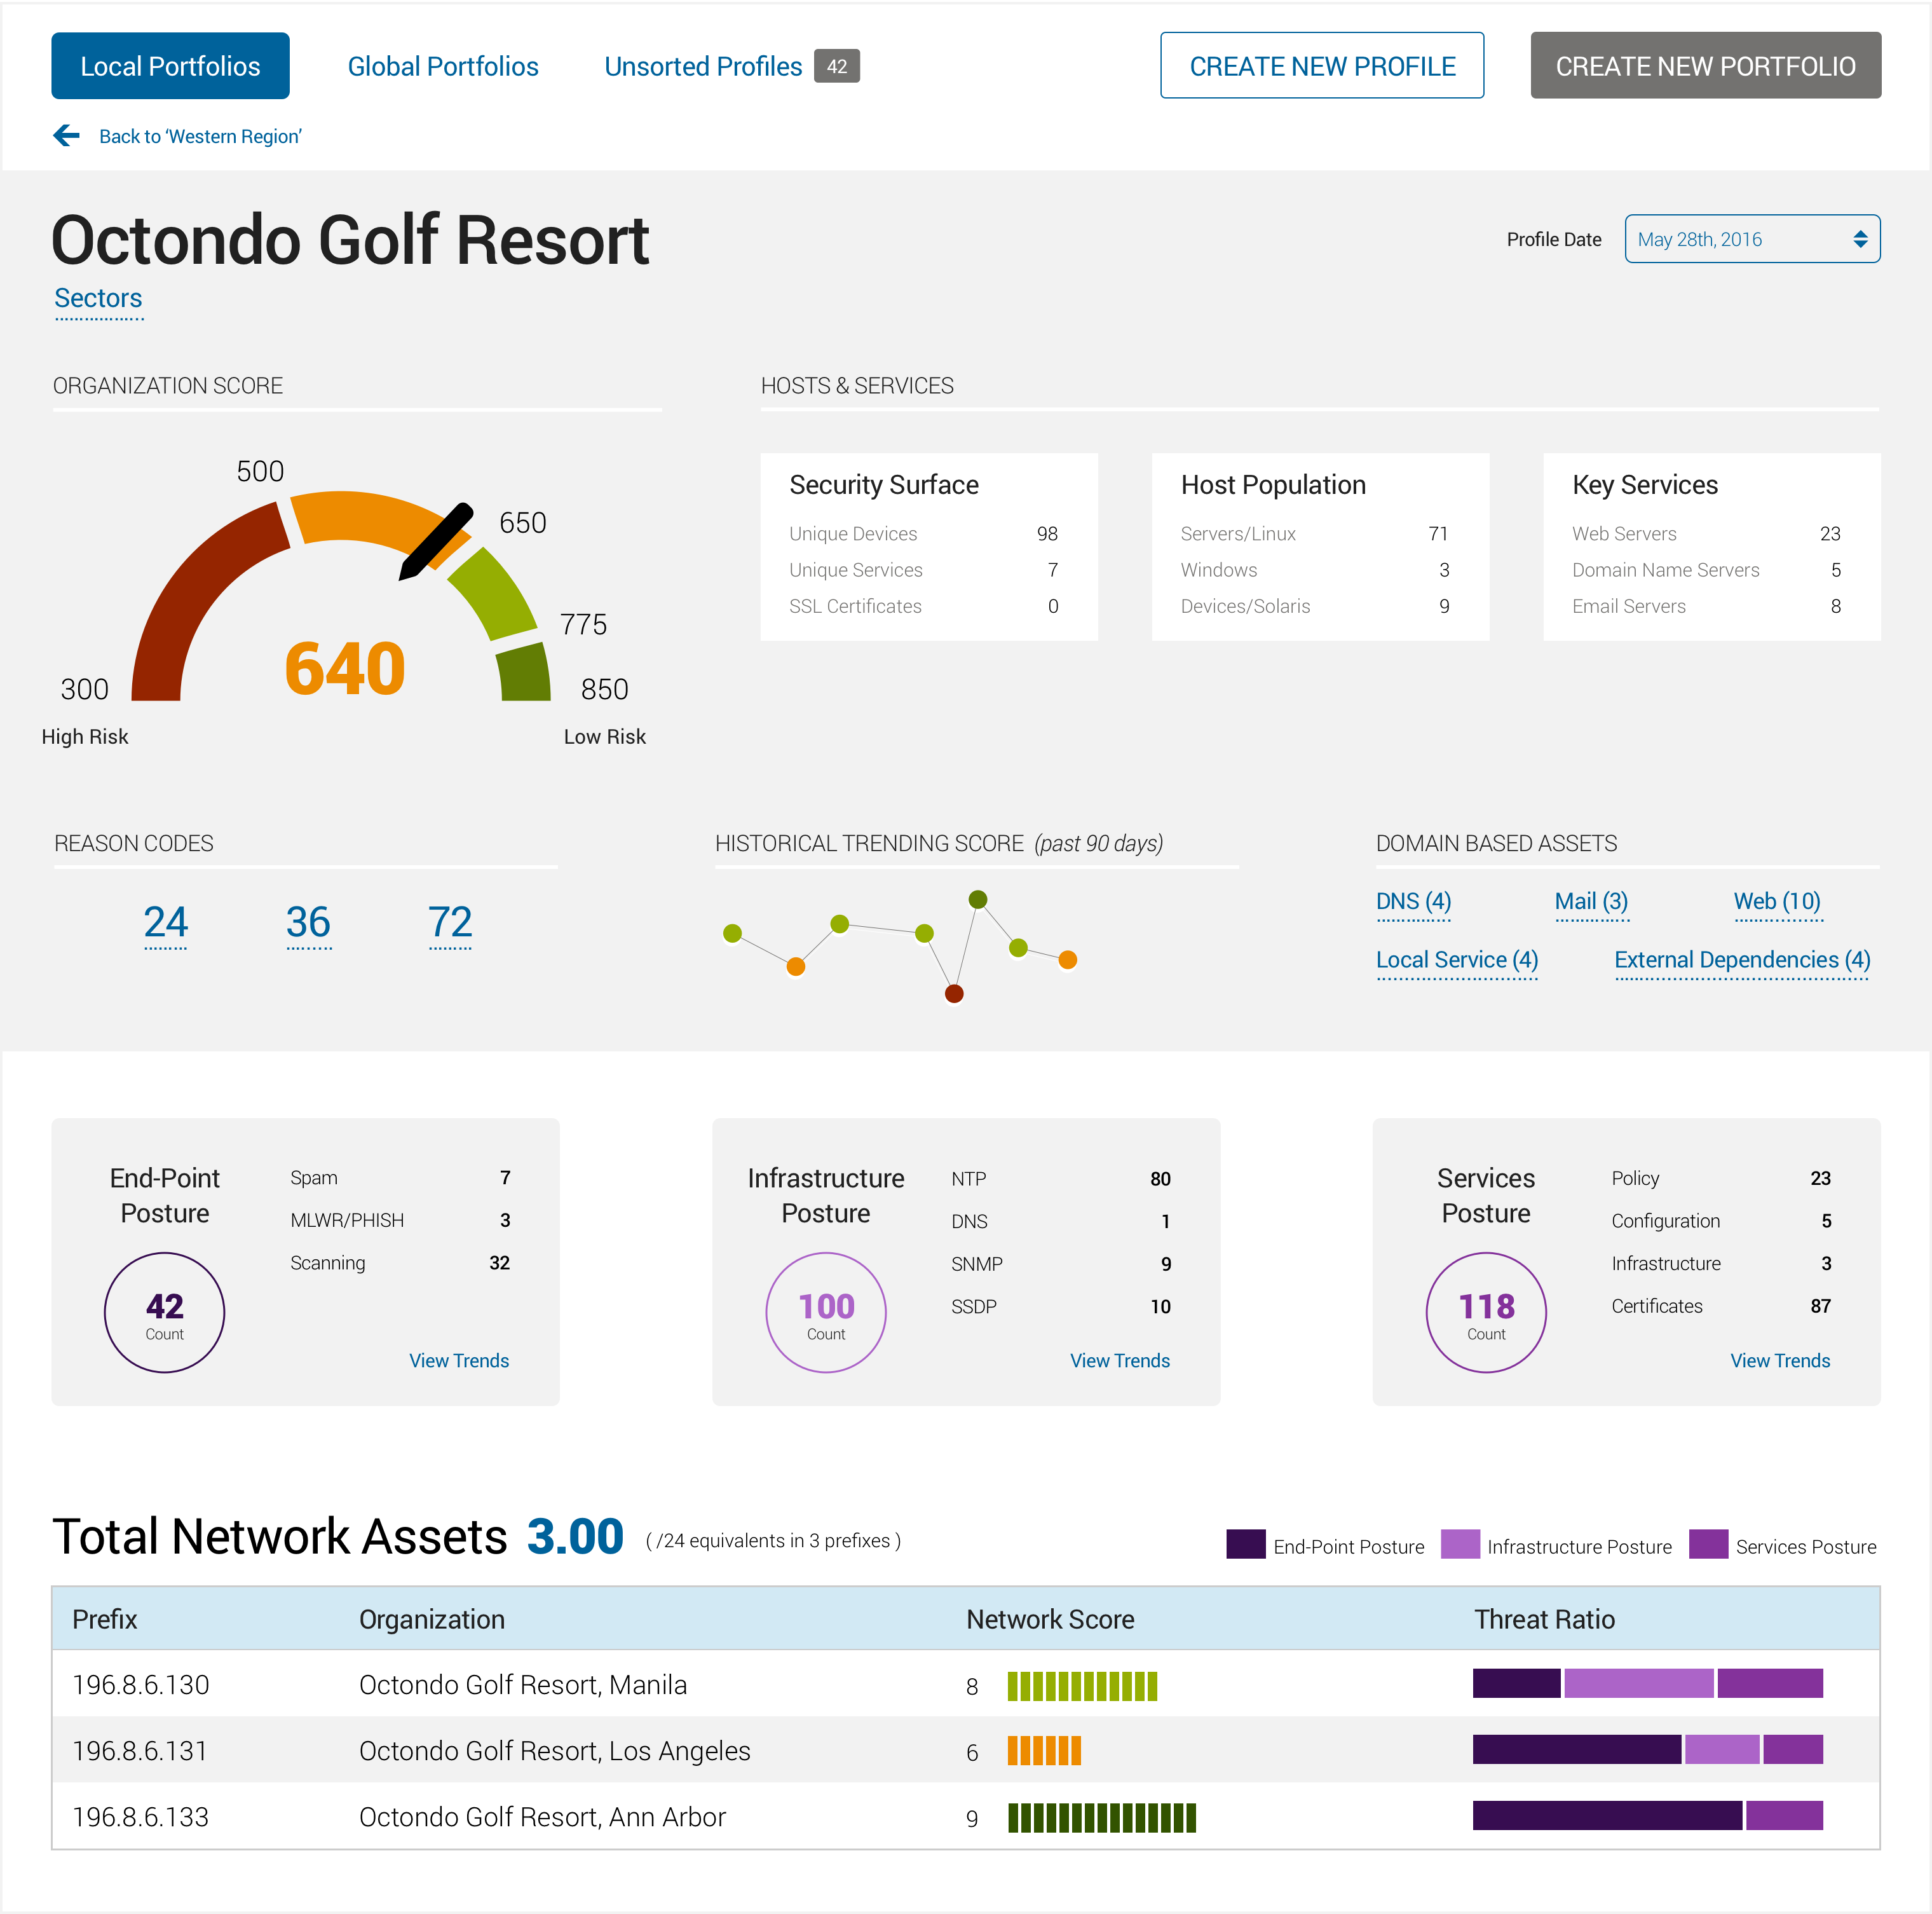 Local Portfolios Global Portfolios Unsorted Profiles 42 CREATE NEW PROFILE CREATE NEW PORTFOLIO
Back to ‘Western Region’
Octondo Golf Resort
Profile Date May 28th, 2016
Sectors
ORGANIZATION SCORE
500
650
775
640
300
850
High Risk
Low Risk
HOSTS & SERVICES
Security Surface
Unique Devices 98
Unique Services 7
SSL Certificates 0
Host Population
Servers/Linux 71
Windows 3
Devices/Solaris 9
Key Services
Web Servers 23
Domain Name Servers 5
Email Servers 8
REASON CODES
24 36 72
HISTORICAL TRENDING SCORE (past 90 days)
DOMAIN BASED ASSETS
DNS (4) Mail (3) Web (10)
Local Service (4) External Dependencies (4)
End-Point
Posture
42
Count
Spam 7
MLWR/PHISH 3
Scanning 32
View Trends
Infrastructure
Posture
100
Count
NTP 80
DNS 1
SNMP 9
SSDP 10
View Trends
Services
Posture
118
Count
Policy 23
Configuration 5
Infrastructure 3
Certificates 87
View Trends
Total Network Assets 3.00 ( /24 equivalents in 3 prefixes )
End-Point Posture Infrastructure Posture Services Posture
Prefix Organization Network Score Threat Ratio
196.8.6.130 Octondo Golf Resort, Manila 8
196.8.6.131 Octondo Golf Resort, Los Angeles 6
196.8.6.133 Octondo Golf Resort, Ann Arbor 9